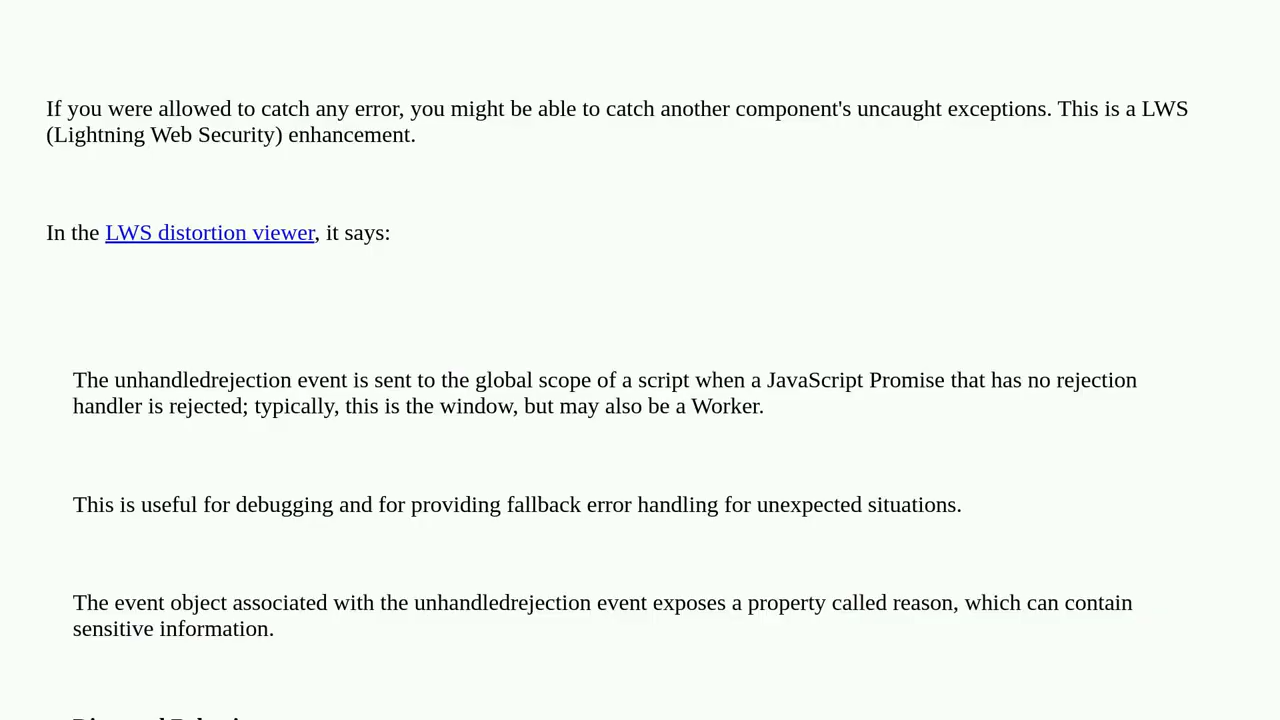 If you were allowed to catch any error, you might be able to catch another component's uncaught exceptions. This is a LWS
(Lightning Web Security) enhancement.
In the LWS distortion viewer, it says:
The unhandledrejection event is sent to the global scope of a script when a JavaScript Promise that has no rejection
handler is rejected; typically, this is the window, but may also be a Worker.
This is useful for debugging and for providing fallback error handling for unexpected situations.
The event object associated with the unhandledrejection event exposes a property called reason, which can contain
sensitive information.